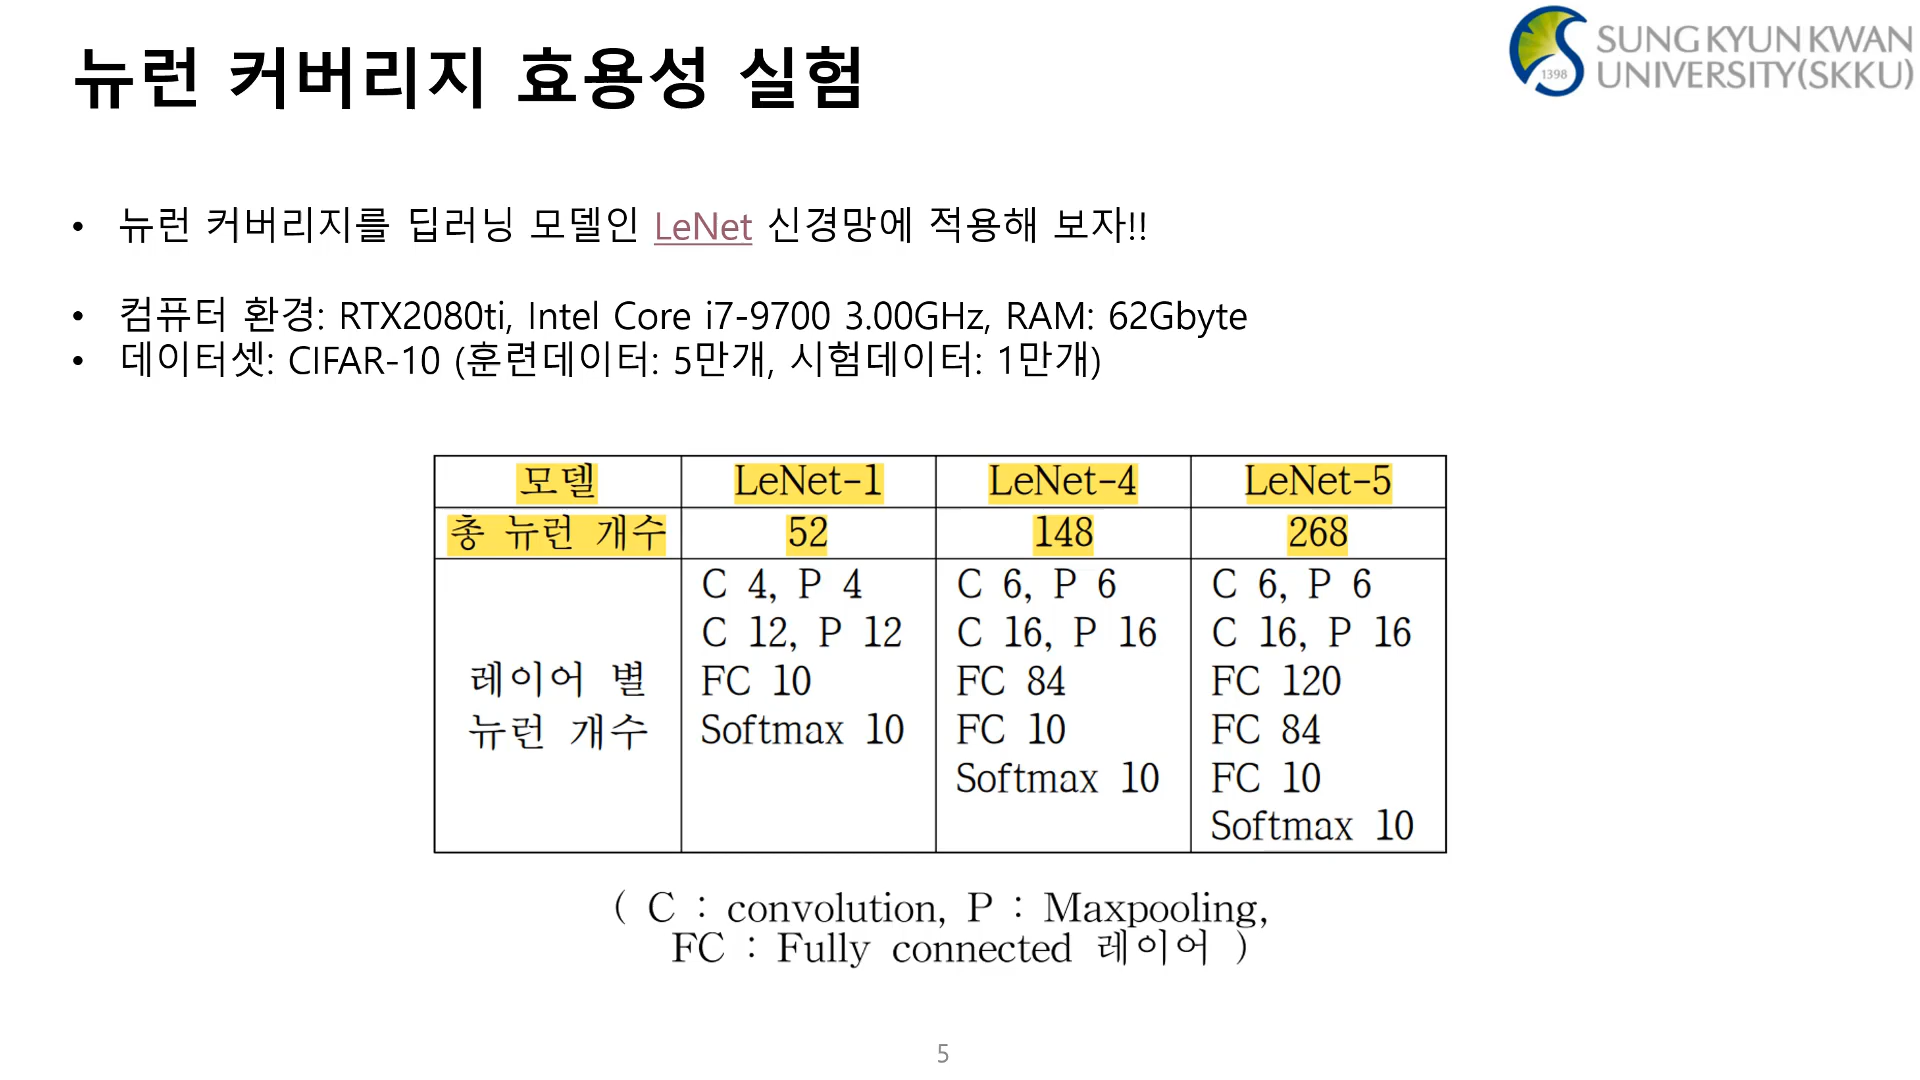 뉴런 커버리지 효용성 실험
SUNG KYUN KWAN
UNIVERSITY(SKKU)
1398
• 뉴런 커버리지를 딥러닝 모델인 LeNet 신경망에 적용해 보자!!
• 컴퓨터 환경: RTX2080ti, Intel Core i7-9700 3.00GHz, RAM: 62Gbyte
• 데이터셋: CIFAR-10 (훈련데이터: 5만개, 시험데이터: 1만개)
모델 LeNet-1 LeNet-4 LeNet-5
총 뉴런 개수 52 148 268
레이어 별
뉴런 개수
C 4, P 4
C 12, P 12
FC 10
Softmax 10
C 6, P 6
C 16, P 16
FC 84
FC 10
Softmax 10
C 6, P 6
C 16, P 16
FC 120
FC 84
FC 10
Softmax 10
( C : convolution, P : Maxpooling,
FC : Fully connected 레이어 )
5